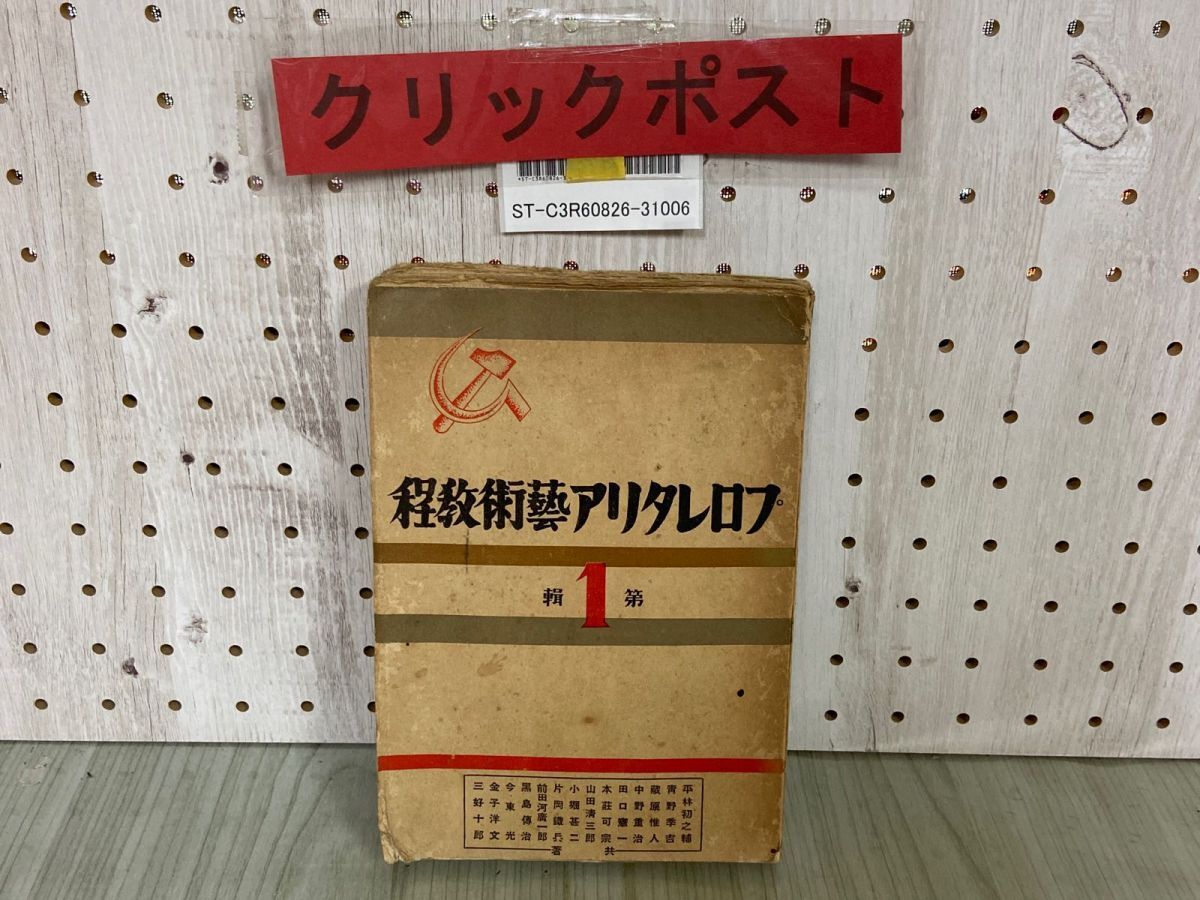 クリックポスト
ST-C3R60826-31006
プロレタリア藝術教程
第1輯
平林初之輔
青野季吉
蔵原惟人
中野重治
田口憲一
本荘可宗
山田清三郎
小堀甚二
片岡鐵兵
前田河廣一郎
黒島傳治
今東光
金子洋文
三好十郎
共著